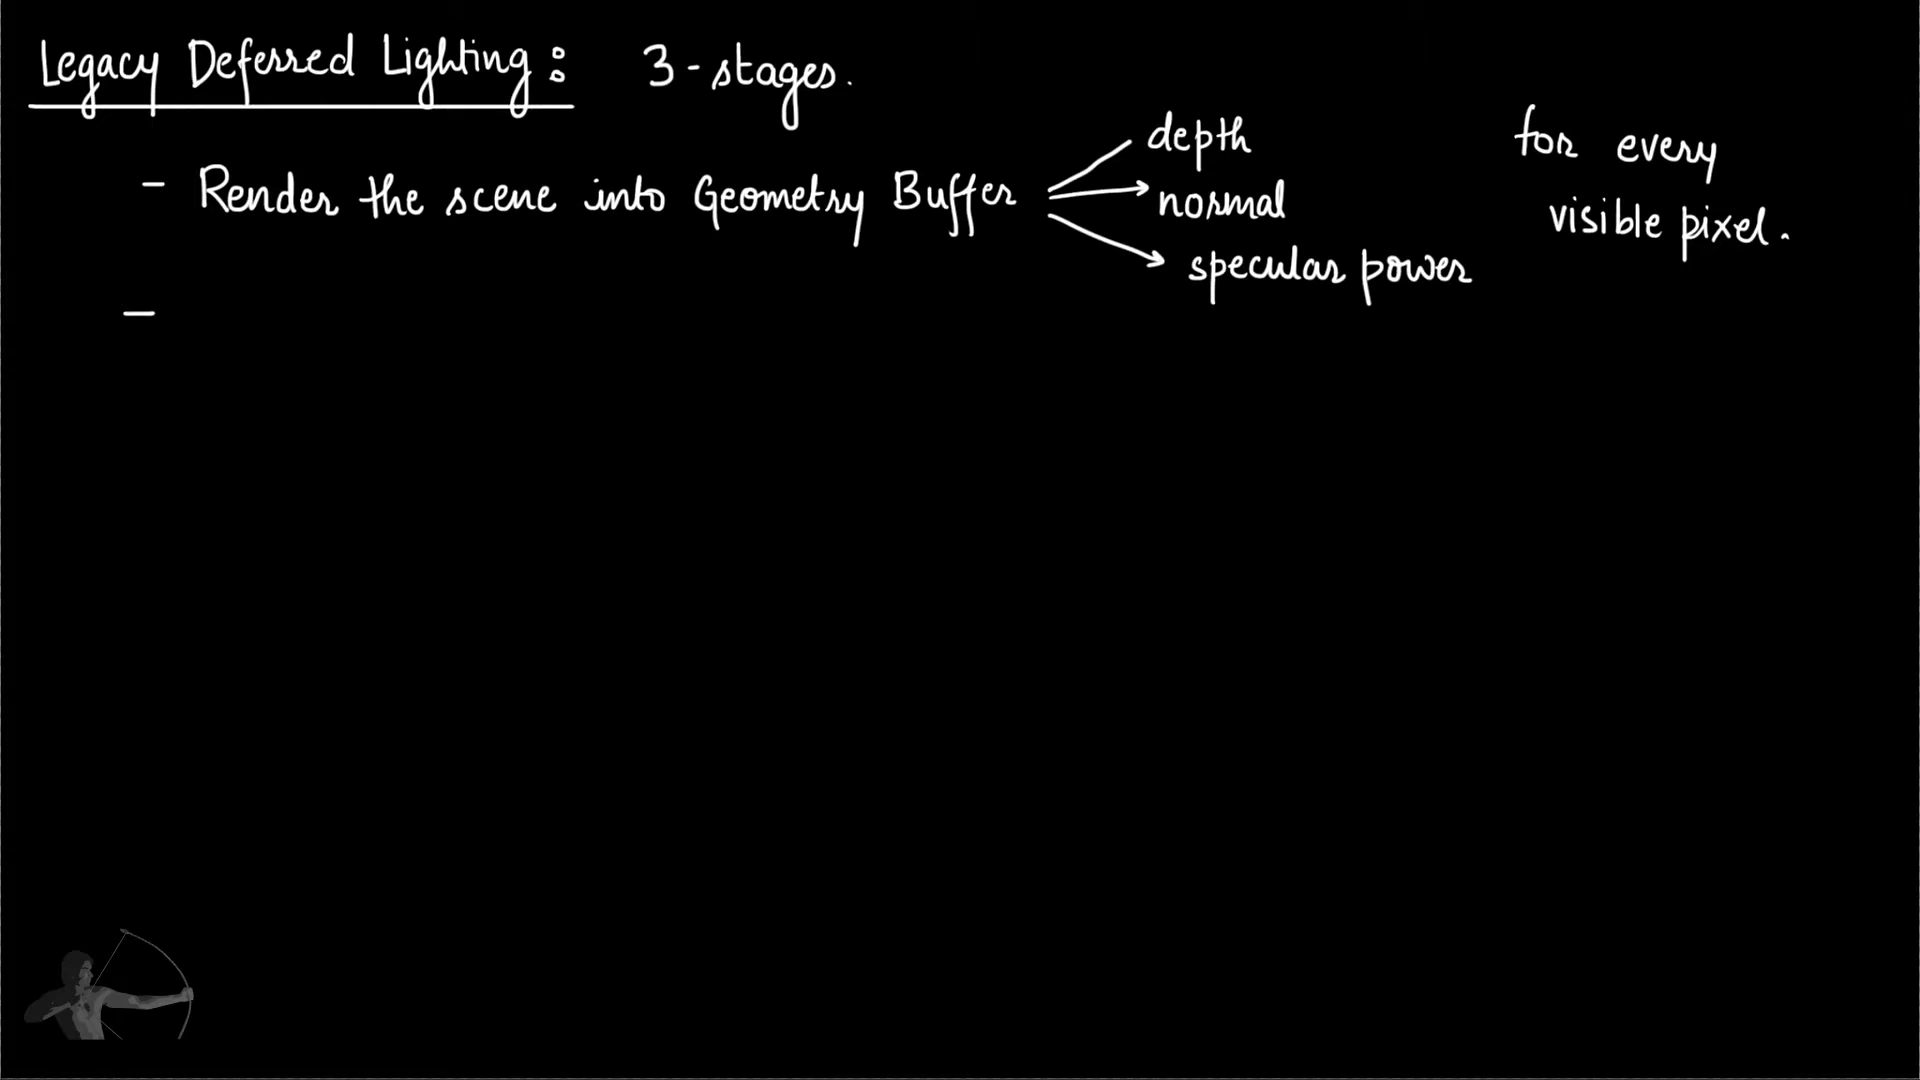 Legacy Deferred Lighting: 3-stages.
- Render the scene into Geometry Buffer
depth
normal
specular power
for every
visible pixel.
-